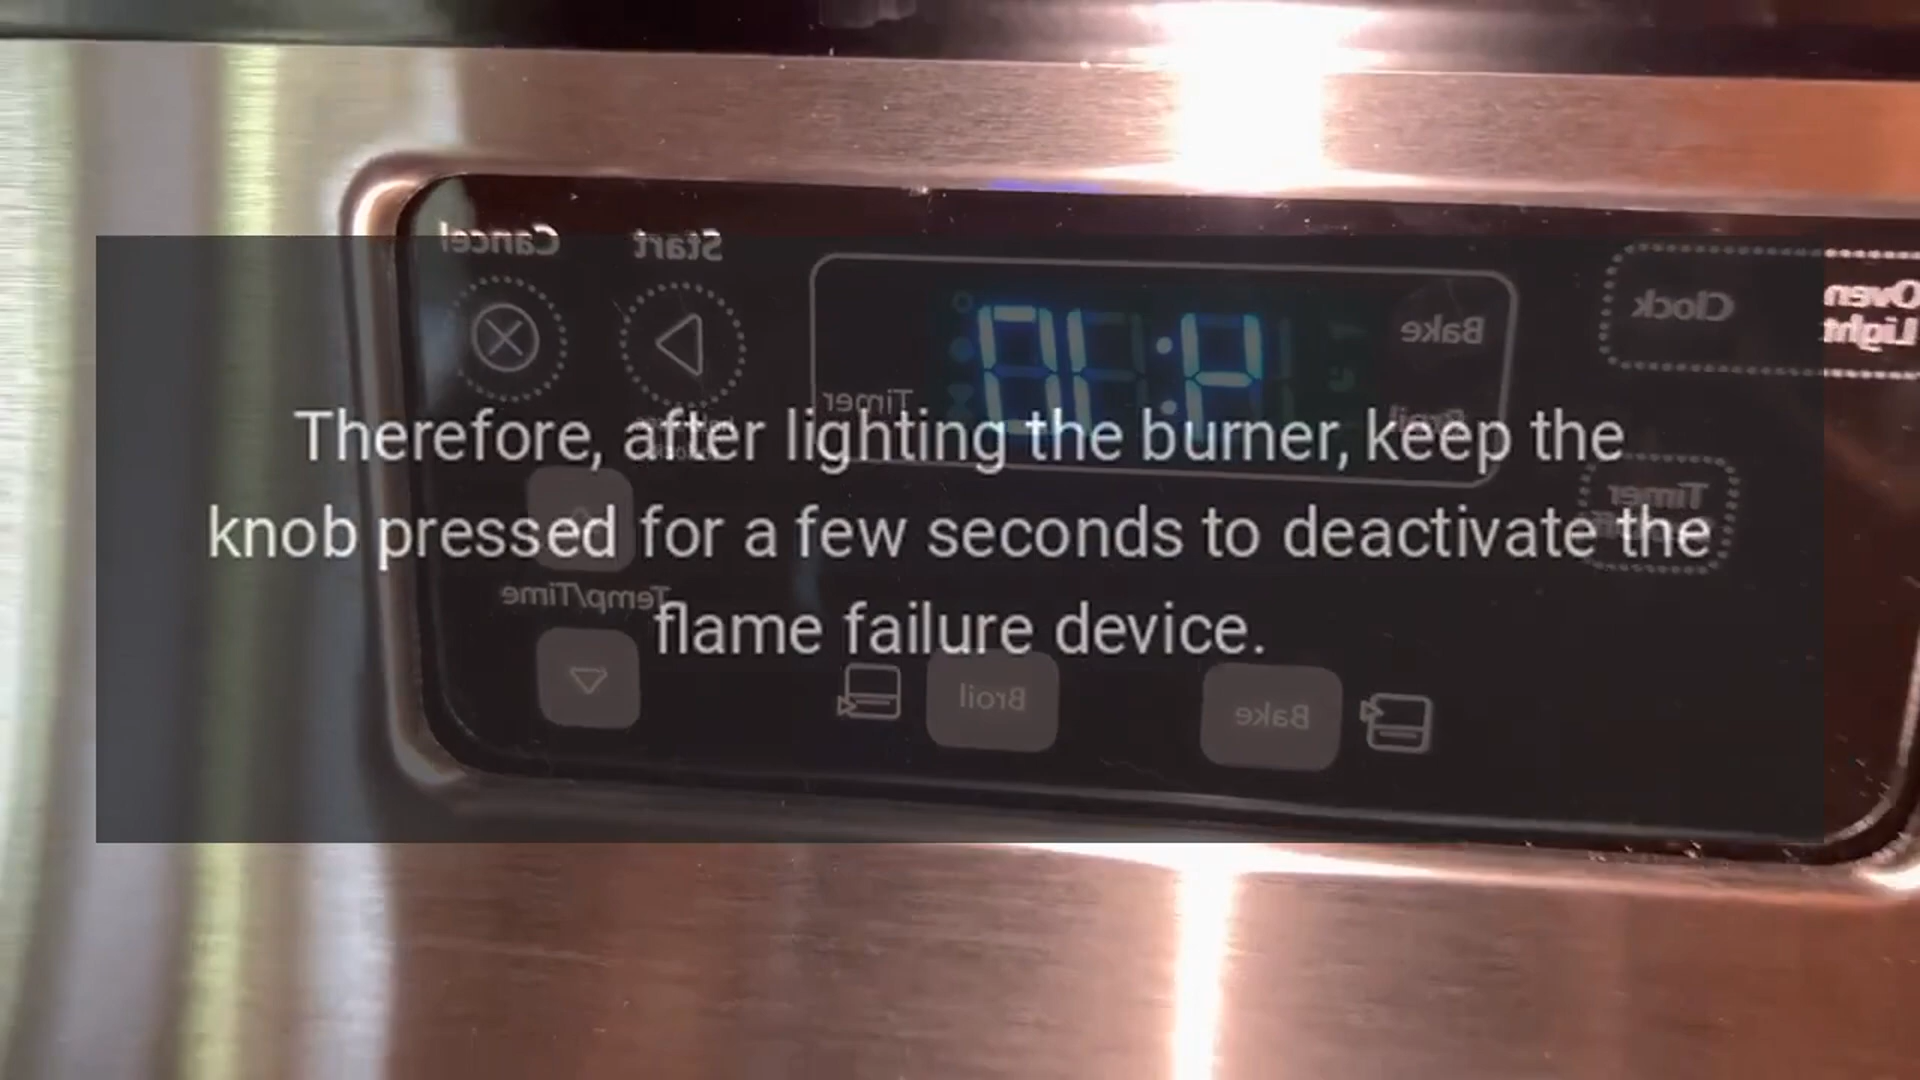 Cancel
Start
Bake
Clock
Oven
Light
Timer
Therefore, after lighting the burner, keep the
Timer
knob pressed for a few seconds to deactivate the
Temp/Time
flame failure device.
Broil
Bake